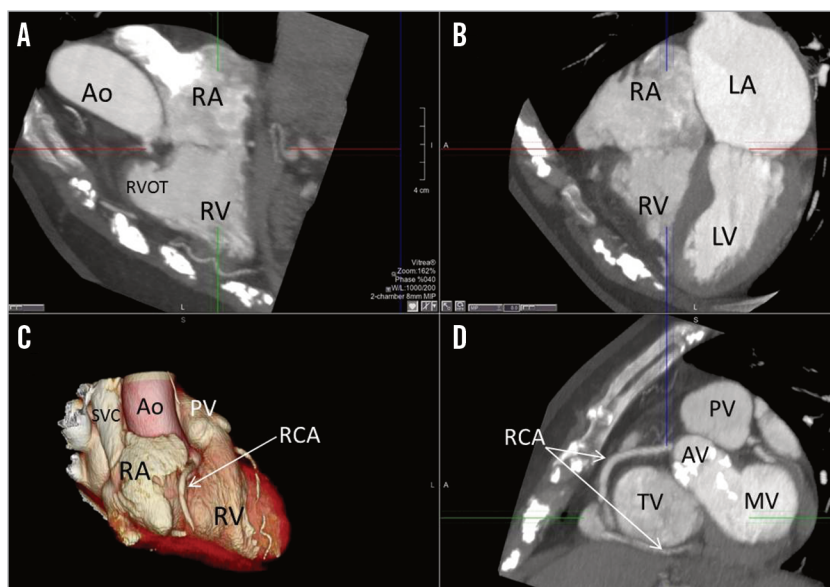 A
Ao
RA
RVOT
RV
4 cm
Vitrea®
Zoom:162%
Phase %040
W/L:1000/200
2-chamber 8mm MIP
L
B
RA
LA
RV
LV
A
I
L
C
S
SVC
Ao
PV
RCA
RA
RV
L
D
S
PV
RCA
AV
TV
MV
A